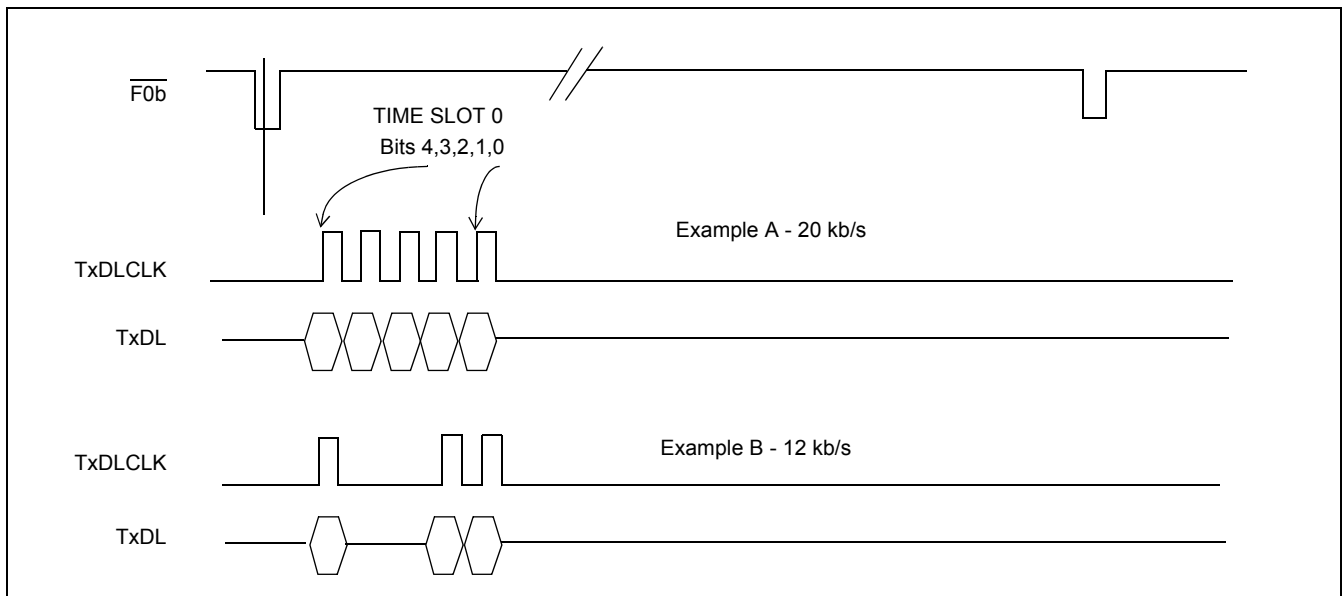 F0b
TIME SLOT 0
Bits 4,3,2,1,0
Example A - 20 kb/s
TxDLCLK
TxDL
Example B - 12 kb/s
TxDLCLK
TxDL